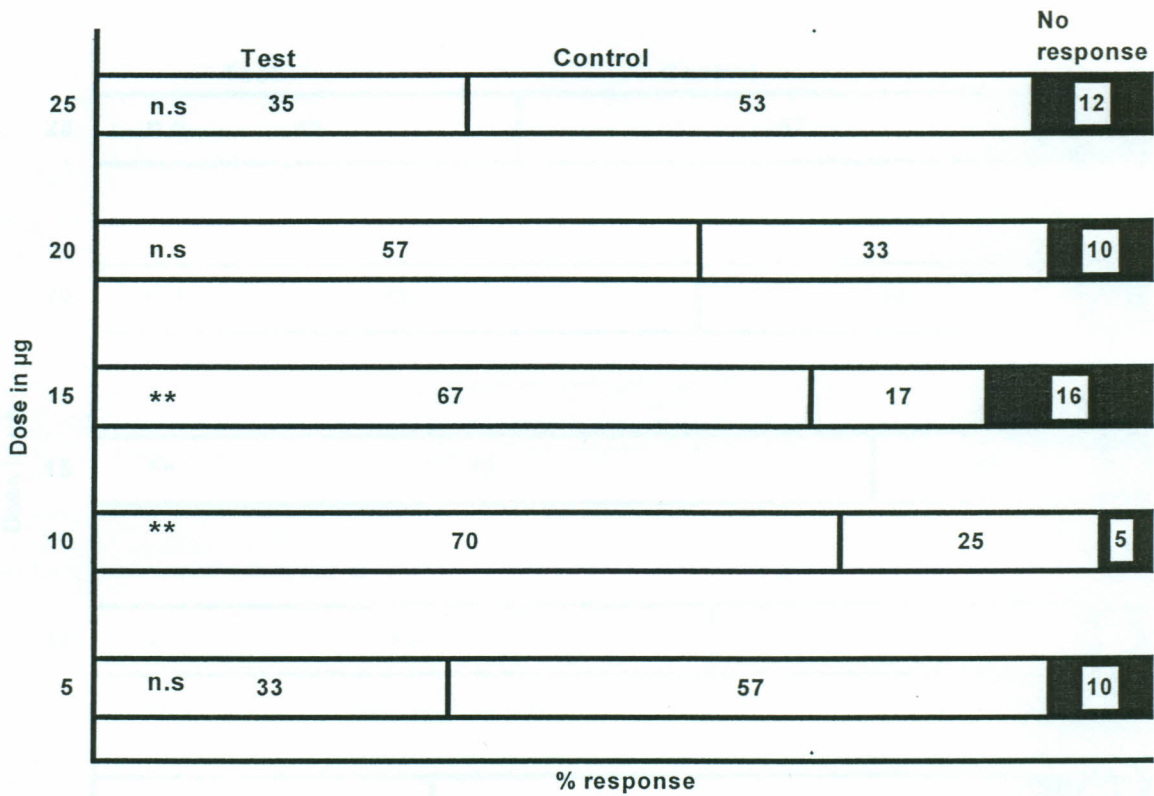 No
response
Test Control
25 n.s 35 53 12
20 n.s 57 33 10
15 ** 67 17 16
10 ** 70 25 5
5 n.s 33 57 10
Dose in µg
% response